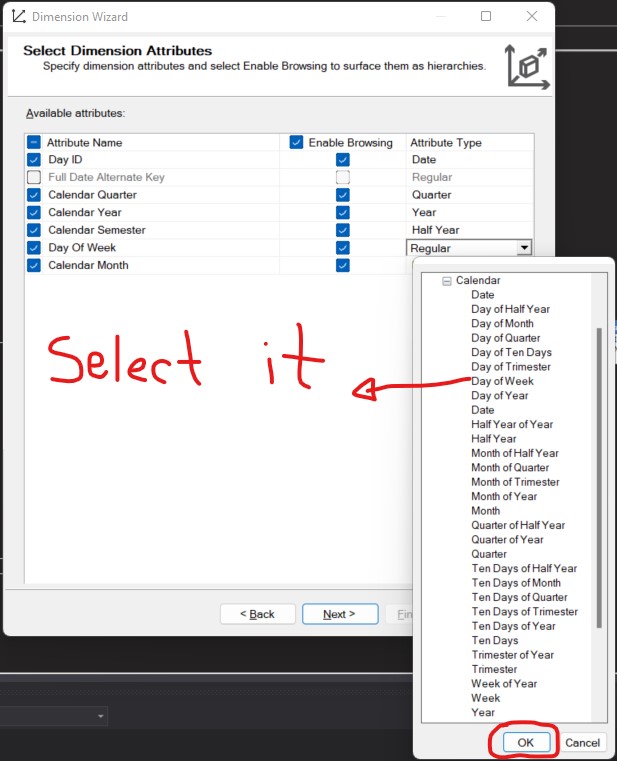 Dimension Wizard
Select Dimension Attributes
Specify dimension attributes and select Enable Browsing to surface them as hierarchies.
Available attributes:
Attribute Name Enable Browsing Attribute Type
Day ID Date
Full Date Alternate Key Regular
Calendar Quarter Quarter
Calendar Year Year
Calendar Semester Half Year
Day Of Week Regular
Calendar Month
Select it
< Back Next >
Calendar
Date
Day of Half Year
Day of Month
Day of Quarter
Day of Ten Days
Day of Trimester
Day of Week
Day of Year
Date
Half Year of Year
Half Year
Month of Half Year
Month of Quarter
Month of Trimester
Month of Year
Month
Quarter of Half Year
Quarter of Year
Quarter
Ten Days of Half Year
Ten Days of Month
Ten Days of Quarter
Ten Days of Trimester
Ten Days of Year
Ten Days
Trimester of Year
Trimester
Week of Year
Week
Year
OK Cancel